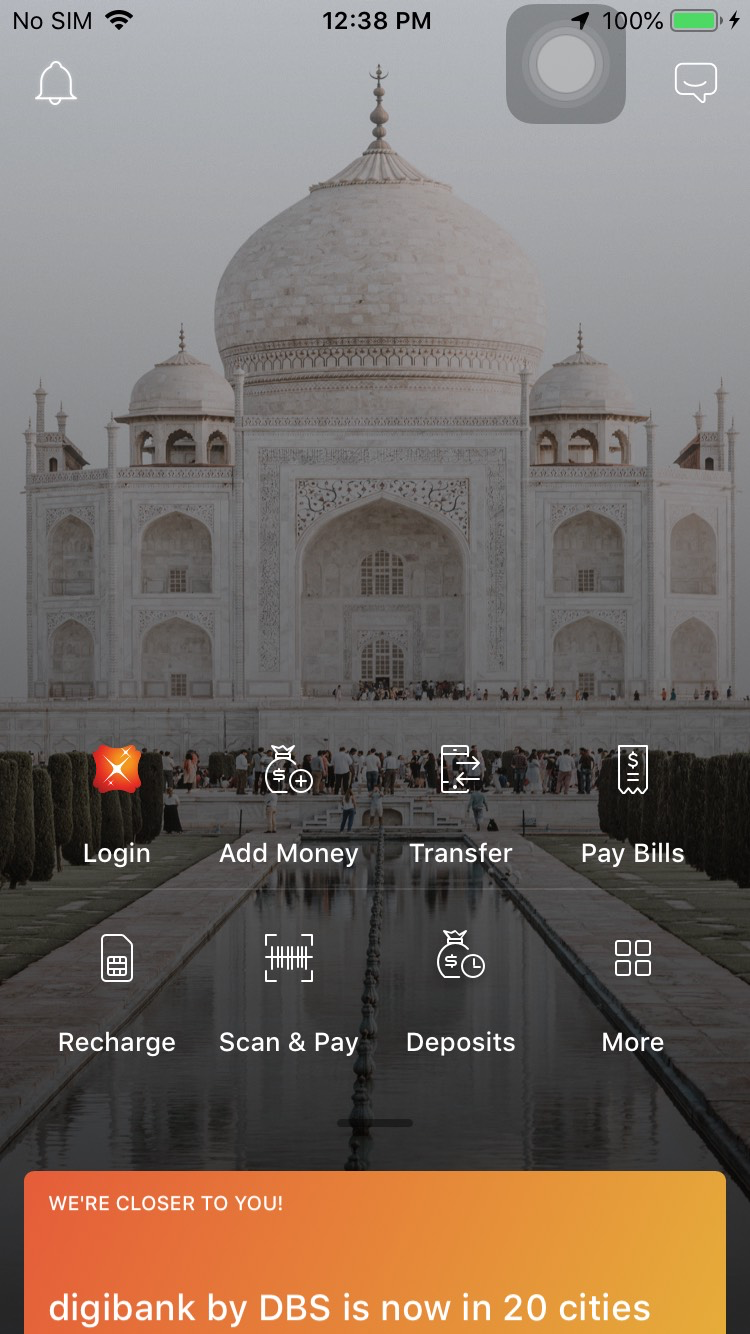 No SIM 12:38 PM 100%
Login Add Money Transfer Pay Bills
Recharge Scan & Pay Deposits More
WE'RE CLOSER TO YOU!
digibank by DBS is now in 20 cities